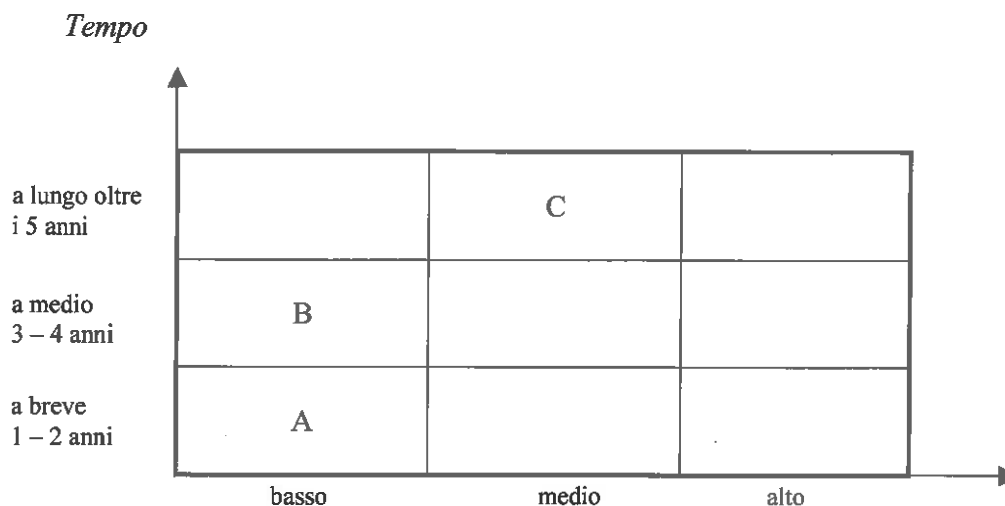 Tempo
a lungo oltre
i 5 anni
C
a medio
3 – 4 anni
B
a breve
1 – 2 anni
A
basso medio alto